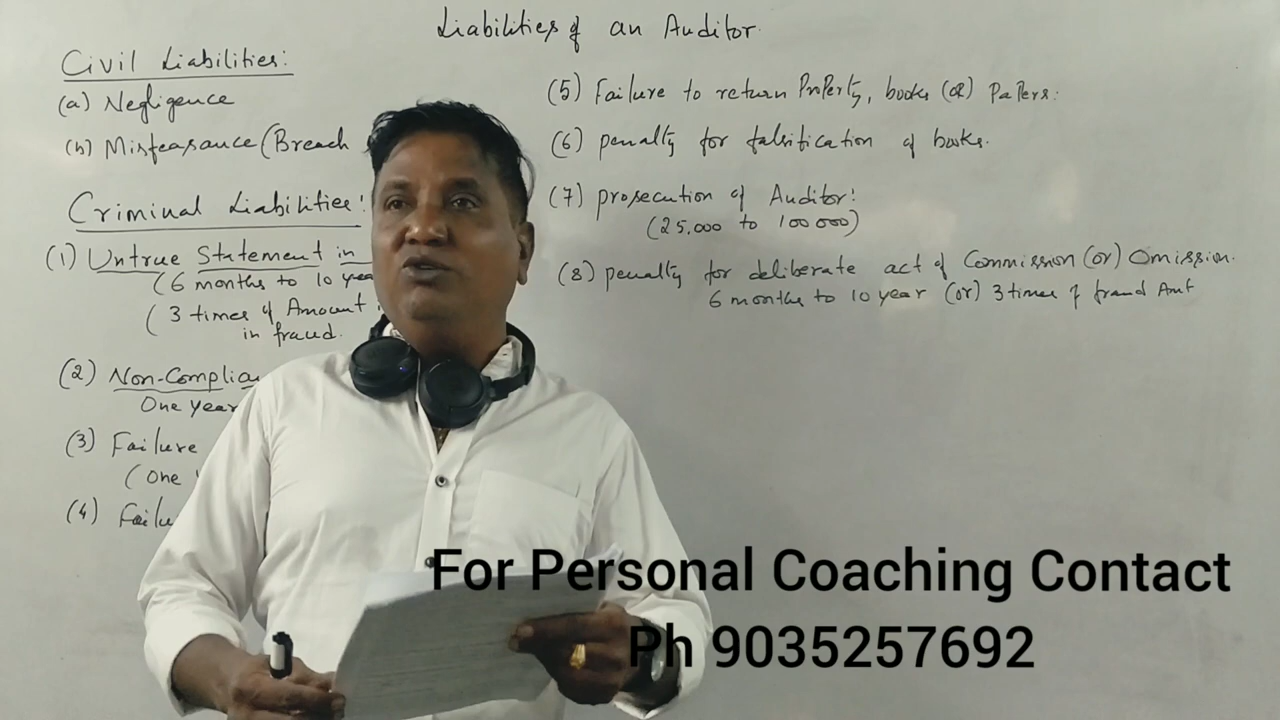 Liabilities of an Auditor.
Civil Liabilities:
(a) Negligence
(b) Misfeasance (Breach
Criminal Liabilities:
(1) Untrue Statement in
(6 months to 10 yea
( 3 times of Amount
in fraud.
(2) Non-Complian
One Year
(3) Failure
( One
(4) Failu
(5) Failure to return Property, books (or) Papers:
(6) penalty for falsification of books.
(7) prosecution of Auditor:
(25,000 to 100000)
(8) penalty for deliberate act of Commission (or) Omission.
6 months to 10 year (or) 3 times of fraud Amt
For Personal Coaching Contact
Ph 9035257692